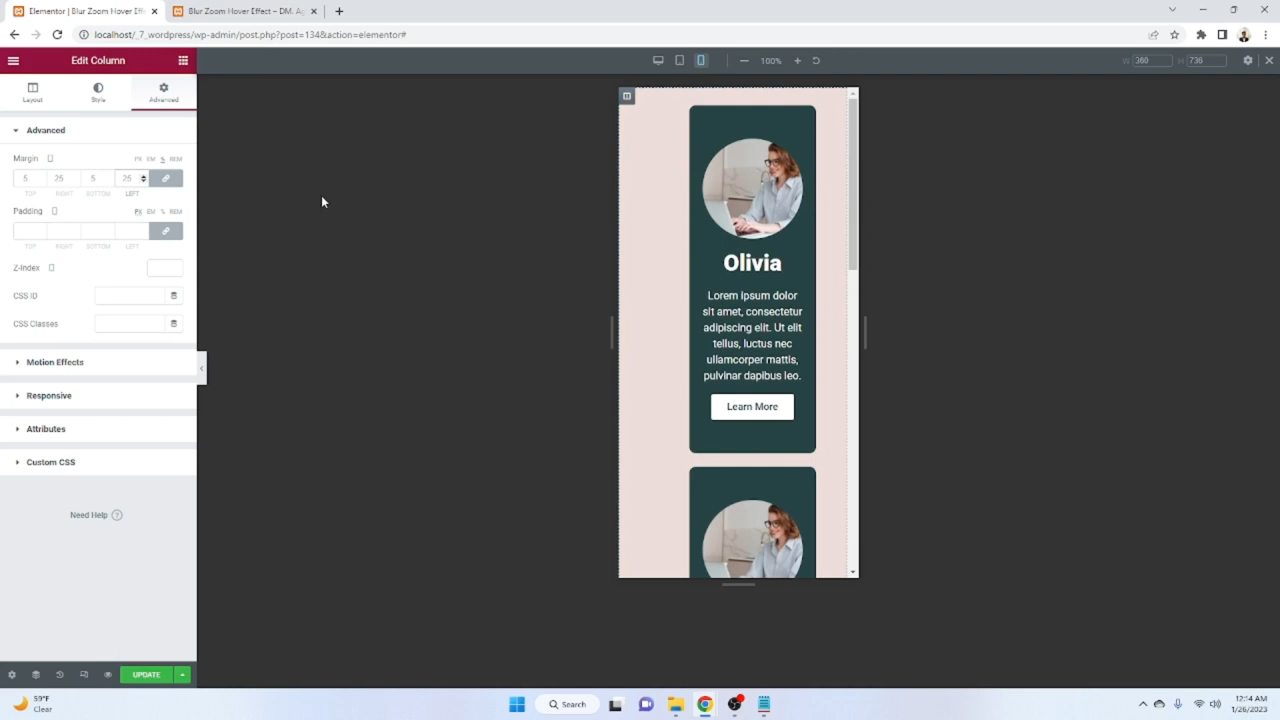 Elementor | Blur Zoom Hover Eff
Blur Zoom Hover Effect – DM. Ag
localhost/_7_wordpress/wp-admin/post.php?post=134&action=elementor#
Edit Column
100%
W 360 H 736
Layout
Style
Advanced
Advanced
Margin
PX EM % REM
5 25 5 25
TOP RIGHT BOTTOM LEFT
Padding
PX EM % REM
TOP RIGHT BOTTOM LEFT
Z-Index
CSS ID
CSS Classes
Motion Effects
Responsive
Attributes
Custom CSS
Need Help ?
UPDATE
Olivia
Lorem ipsum dolor
sit amet, consectetur
adipiscing elit. Ut elit
tellus, luctus nec
ullamcorper mattis,
pulvinar dapibus leo.
Learn More
59°F
Clear
Search
12:14 AM
1/26/2023